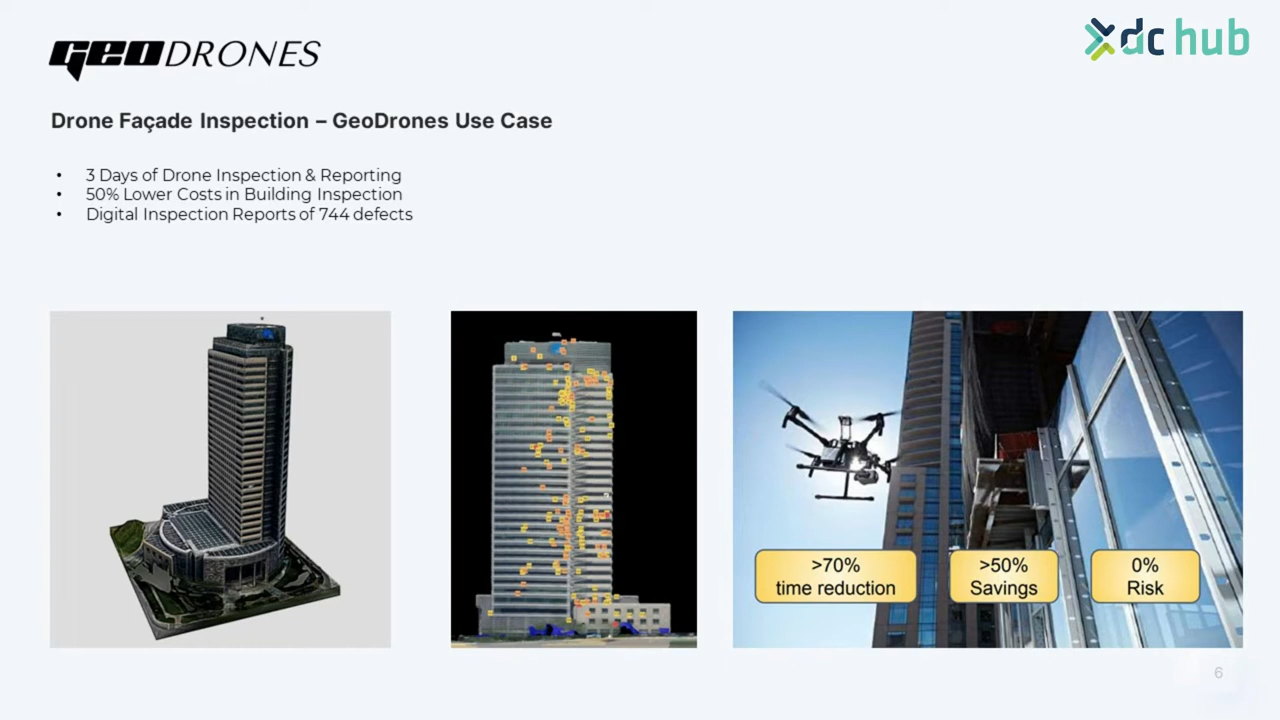 GEODRONES
dc hub
Drone Façade Inspection – GeoDrones Use Case
• 3 Days of Drone Inspection & Reporting
• 50% Lower Costs in Building Inspection
• Digital Inspection Reports of 744 defects
>70%
time reduction
>50%
Savings
0%
Risk
6